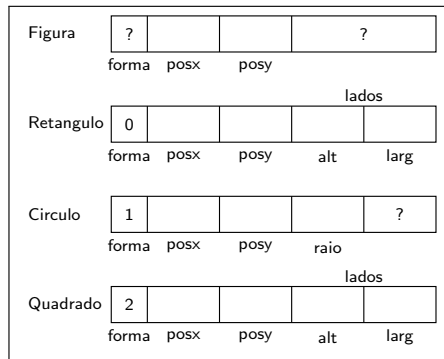 Figura ? ?
forma posx posy
lados
Retangulo 0
forma posx posy alt larg
Circulo 1 ?
forma posx posy raio
lados
Quadrado 2
forma posx posy alt larg